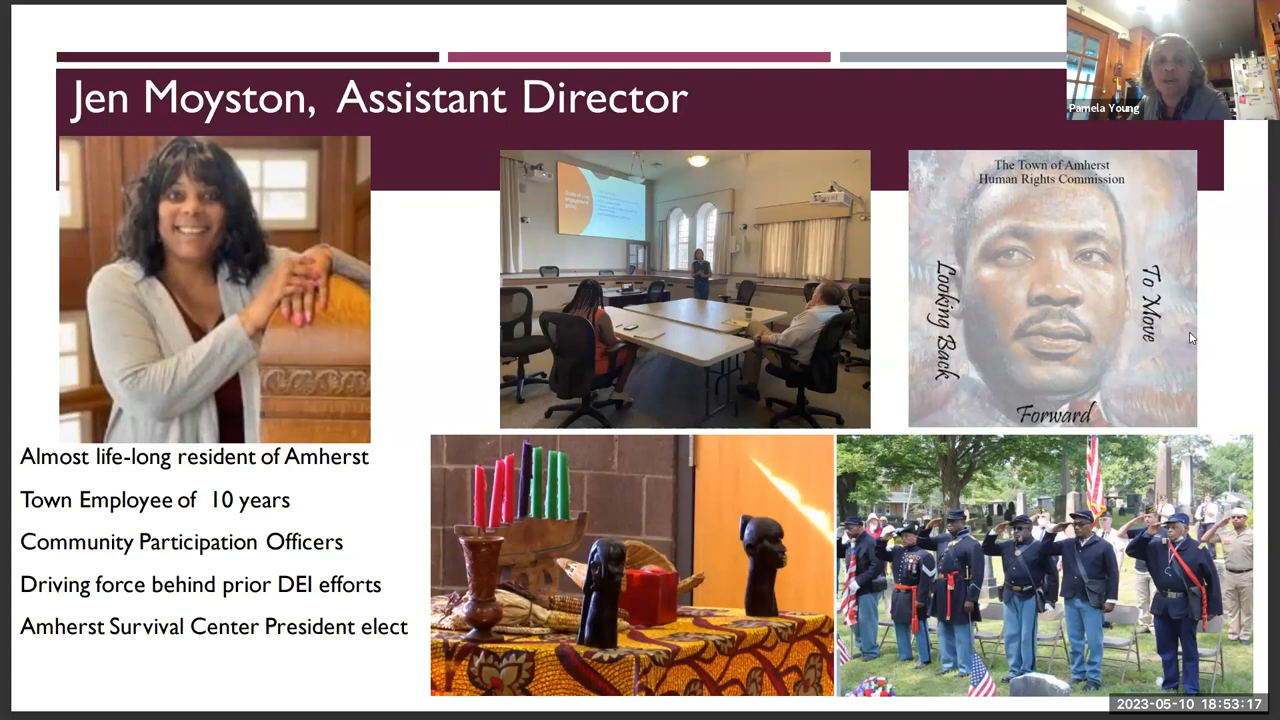 Jen Moyston, Assistant Director
Pamela Young
The Town of Amherst
Human Rights Commission
Looking Back
To Move
Forward
Almost life-long resident of Amherst
Town Employee of 10 years
Community Participation Officers
Driving force behind prior DEI efforts
Amherst Survival Center President elect
2023-05-10 18:53:17